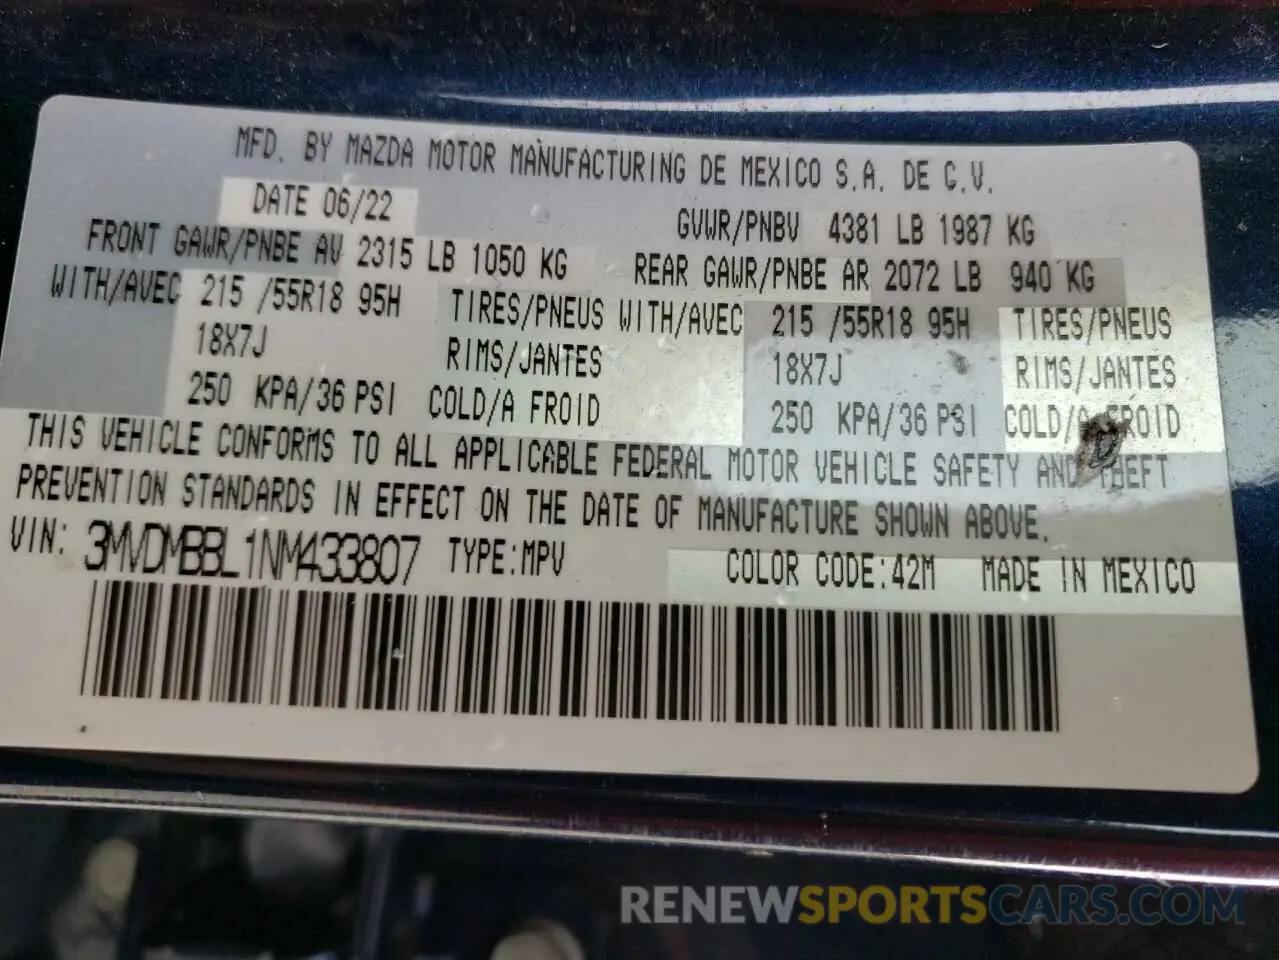 MFD. BY MAZDA MOTOR MANUFACTURING DE MEXICO S.A. DE C.V.
DATE 06/22 GVWR/PNBV 4381 LB 1987 KG
FRONT GAWR/PNBE AV 2315 LB 1050 KG REAR GAWR/PNBE AR 2072 LB 940 KG
WITH/AVEC 215 /55R18 95H TIRES/PNEUS WITH/AVEC 215 /55R18 95H TIRES/PNEUS
18X7J RIMS/JANTES 18X7J RIMS/JANTES
250 KPA/36 PSI COLD/A FROID 250 KPA/36 PSI COLD/A FROID
THIS VEHICLE CONFORMS TO ALL APPLICABLE FEDERAL MOTOR VEHICLE SAFETY AND THEFT
PREVENTION STANDARDS IN EFFECT ON THE DATE OF MANUFACTURE SHOWN ABOVE.
VIN: 3MVDMBBL1NM433807 TYPE:MPV COLOR CODE:42M MADE IN MEXICO
RENEWSPORTSCARS.COM